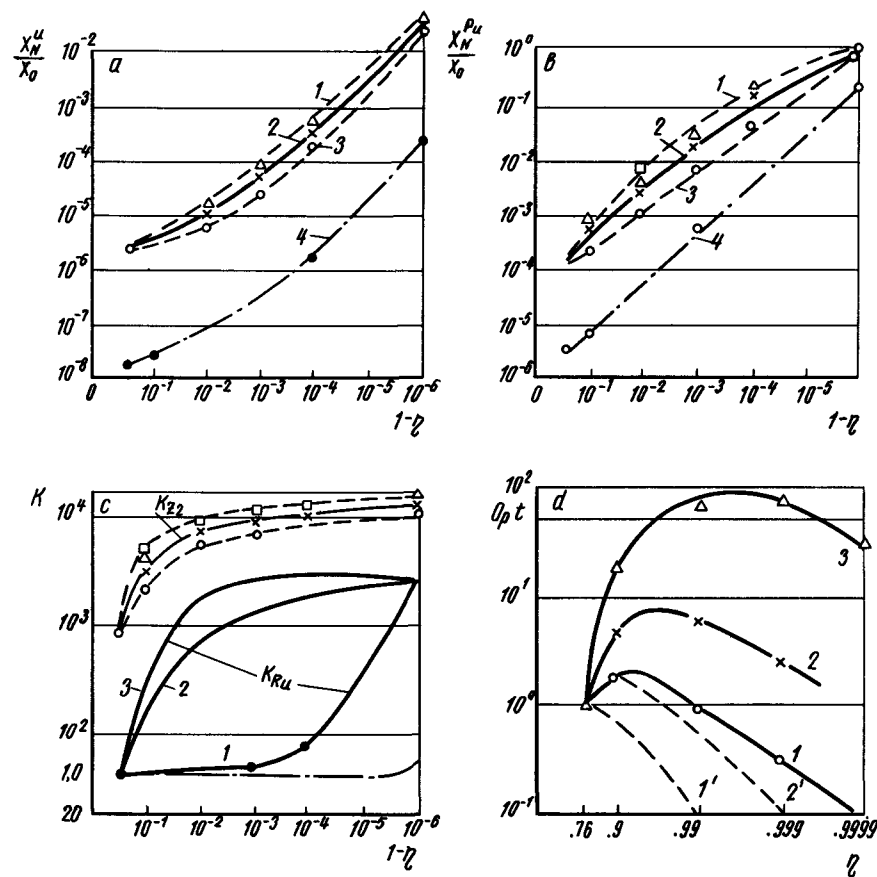 X_N^u / X_0
a
10^-2
10^-3
10^-4
10^-5
10^-6
10^-7
10^-8
1
2
3
4
0 10^-1 10^-2 10^-3 10^-4 10^-5 10^-6
1-η
X_N^Pu / X_0
b
10^0
10^-1
10^-2
10^-3
10^-4
10^-5
10^-6
1
2
3
4
0 10^-1 10^-2 10^-3 10^-4 10^-5
1-η
K
c
10^4
10^3
10^2
1,0
20
K_Z2
K_Ru
3
2
1
10^-1 10^-2 10^-3 10^-4 10^-5 10^-6
1-η
Opt
d
10^2
10^1
10^0
10^-1
3
2
1
1'
2'
.76 .9 .99 .999 .9999
η